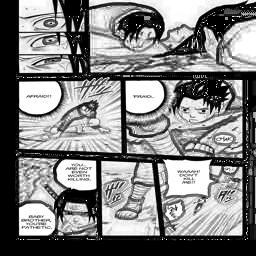 AFRAID!!
'FRAID..
YOU..
ARE NOT
EVEN
WORTH
KILLING.
BABY
BROTHER,
YOU'RE
PATHETIC.
WAAAH!
DON'T
KILL
ME!!